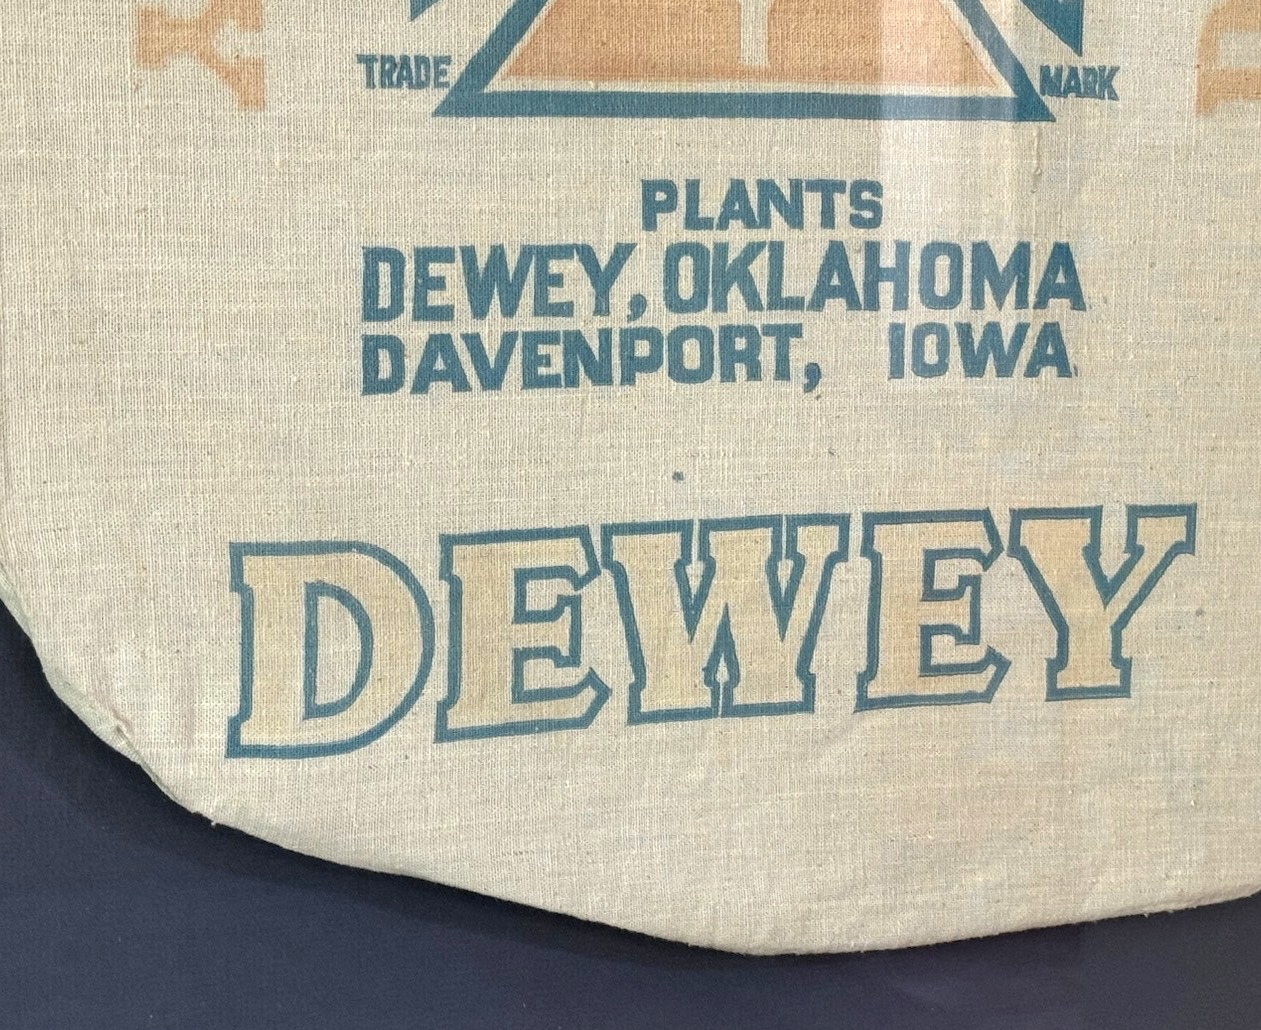 TRADE MARK
PLANTS
DEWEY, OKLAHOMA
DAVENPORT, IOWA
DEWEY